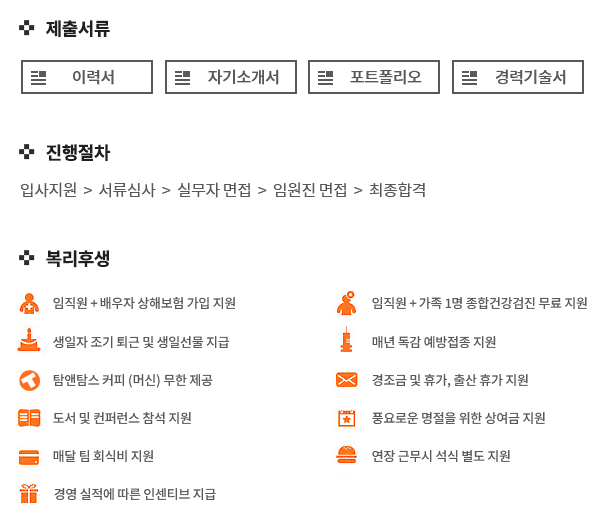 제출서류
이력서 자기소개서 포트폴리오 경력기술서
진행절차
입사지원 > 서류심사 > 실무자 면접 > 임원진 면접 > 최종합격
복리후생
임직원 + 배우자 상해보험 가입 지원
임직원 + 가족 1명 종합건강검진 무료 지원
생일자 조기 퇴근 및 생일선물 지급
매년 독감 예방접종 지원
탐앤탐스 커피 (머신) 무한 제공
경조금 및 휴가, 출산 휴가 지원
도서 및 컨퍼런스 참석 지원
풍요로운 명절을 위한 상여금 지원
매달 팀 회식비 지원
연장 근무시 석식 별도 지원
경영 실적에 따른 인센티브 지급